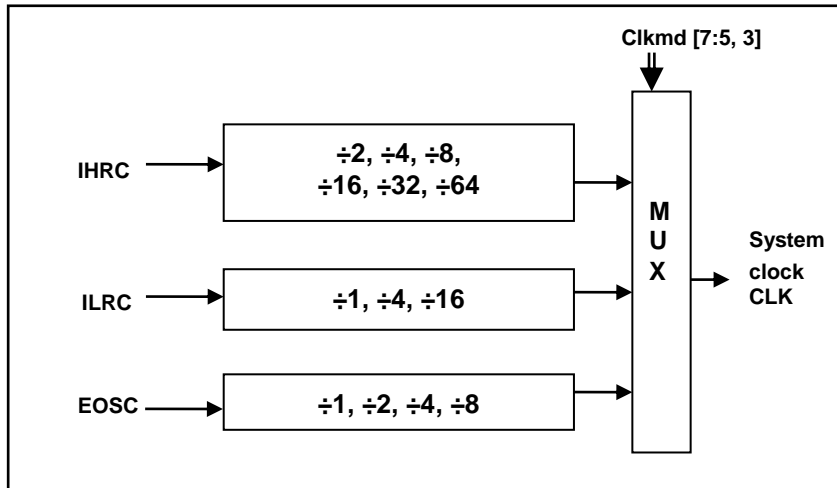 Clkmd [7:5, 3]
IHRC
÷2, ÷4, ÷8,
÷16, ÷32, ÷64
ILRC
÷1, ÷4, ÷16
EOSC
÷1, ÷2, ÷4, ÷8
M
U
X
System
clock
CLK